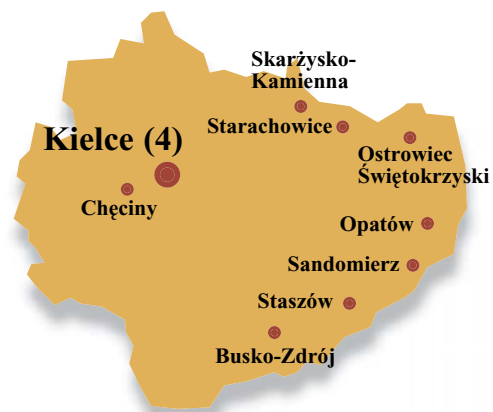 Skarżysko-
Kamienna
Starachowice
Kielce (4)
Ostrowiec
Świętokrzyski
Chęciny
Opatów
Sandomierz
Staszów
Busko-Zdrój